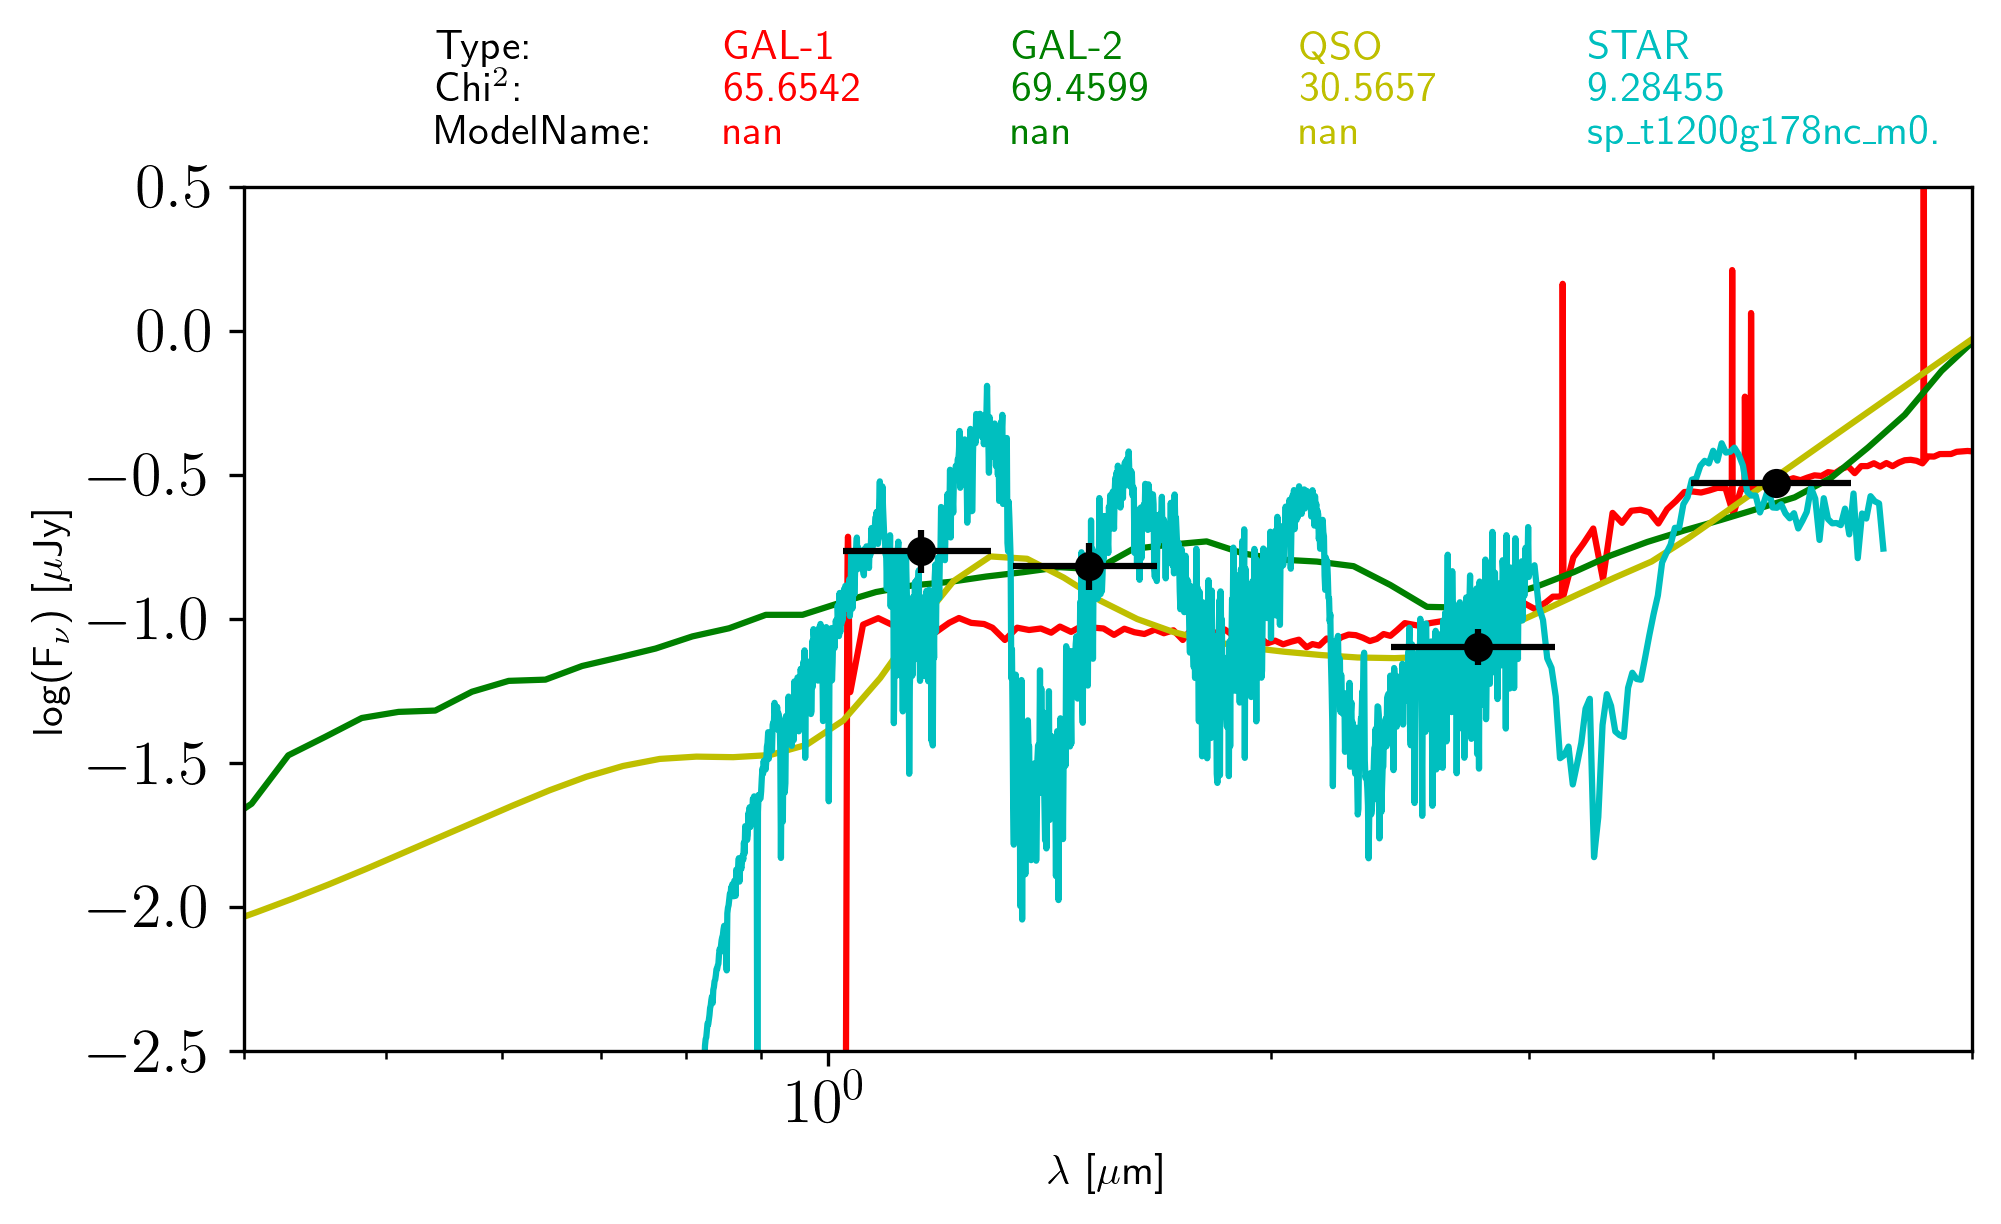 Type: GAL-1 GAL-2 QSO STAR
Chi²: 65.6542 69.4599 30.5657 9.28455
ModelName: nan nan nan sp_t1200g178nc_m0.
0.5
0.0
−0.5
−1.0
−1.5
−2.0
−2.5
log(Fν) [μJy]
10⁰
λ [μm]